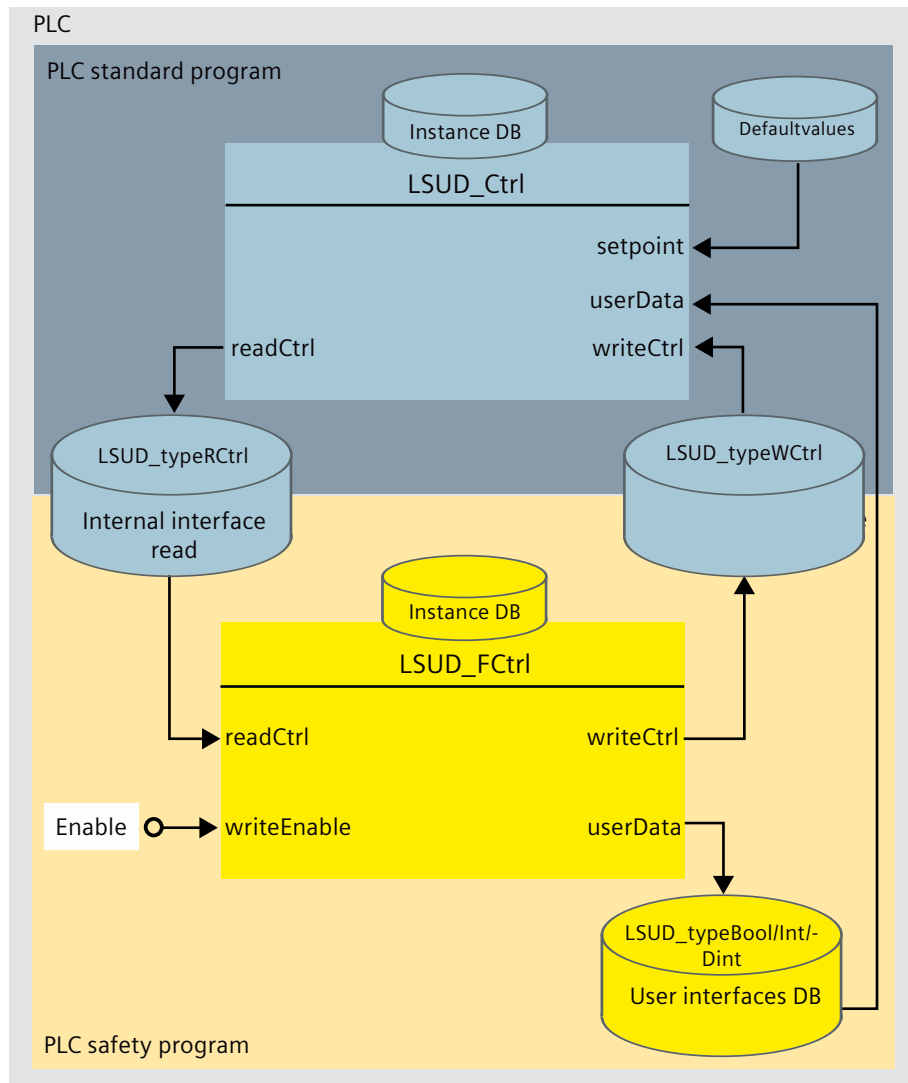 PLC
PLC standard program
Instance DB
Defaultvalues
LSUD_Ctrl
setpoint
userData
readCtrl
writeCtrl
LSUD_typeRCtrl
LSUD_typeWCtrl
Internal interface
read
Instance DB
LSUD_FCtrl
readCtrl
writeCtrl
Enable
writeEnable
userData
LSUD_typeBool/Int/-
Dint
User interfaces DB
PLC safety program